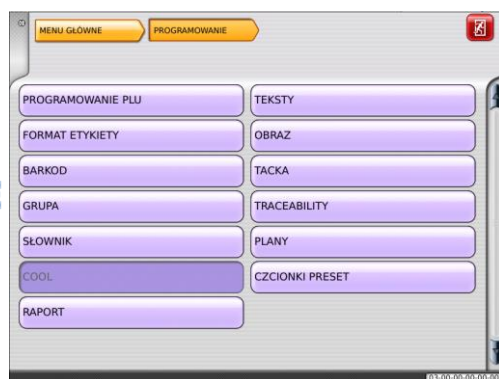 MENU GŁÓWNE
PROGRAMOWANIE
PROGRAMOWANIE PLU
TEKSTY
FORMAT ETYKIETY
OBRAZ
BARKOD
TACKA
GRUPA
TRACEABILITY
SŁOWNIK
PLANY
COOL
CZCIONKI PRESET
RAPORT